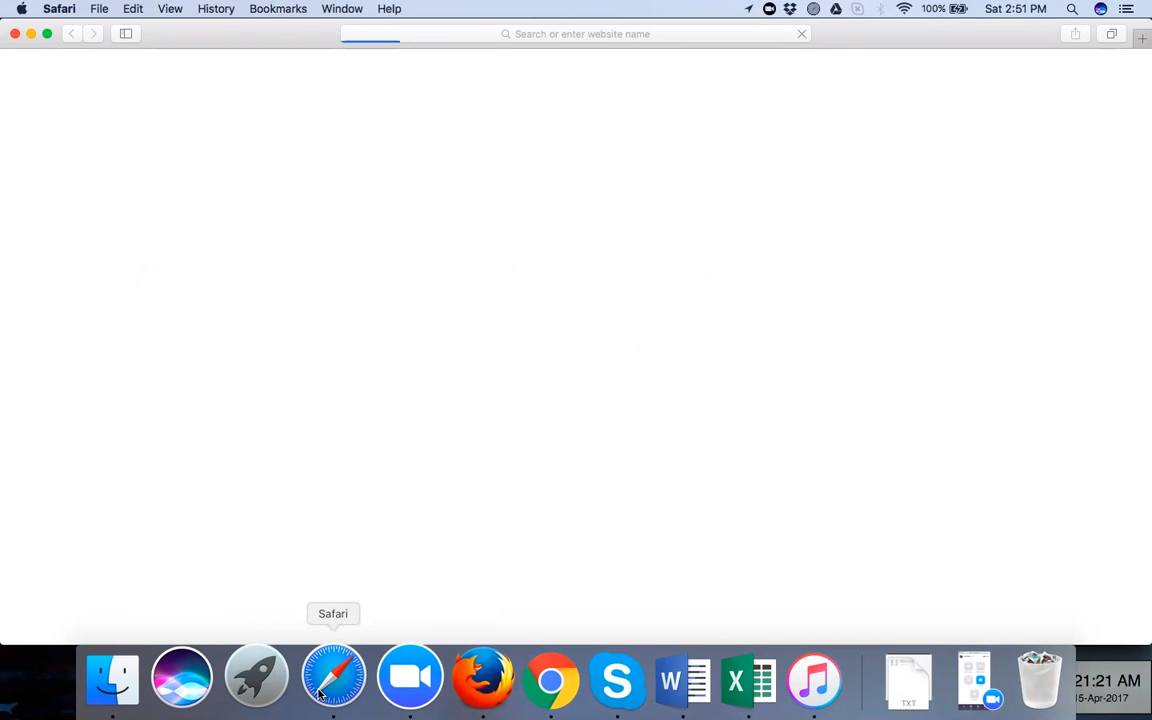 Safari File Edit View History Bookmarks Window Help 100% Sat 2:51 PM
Search or enter website name
Safari
S W X
TXT
21:21 AM
15-Apr-2017